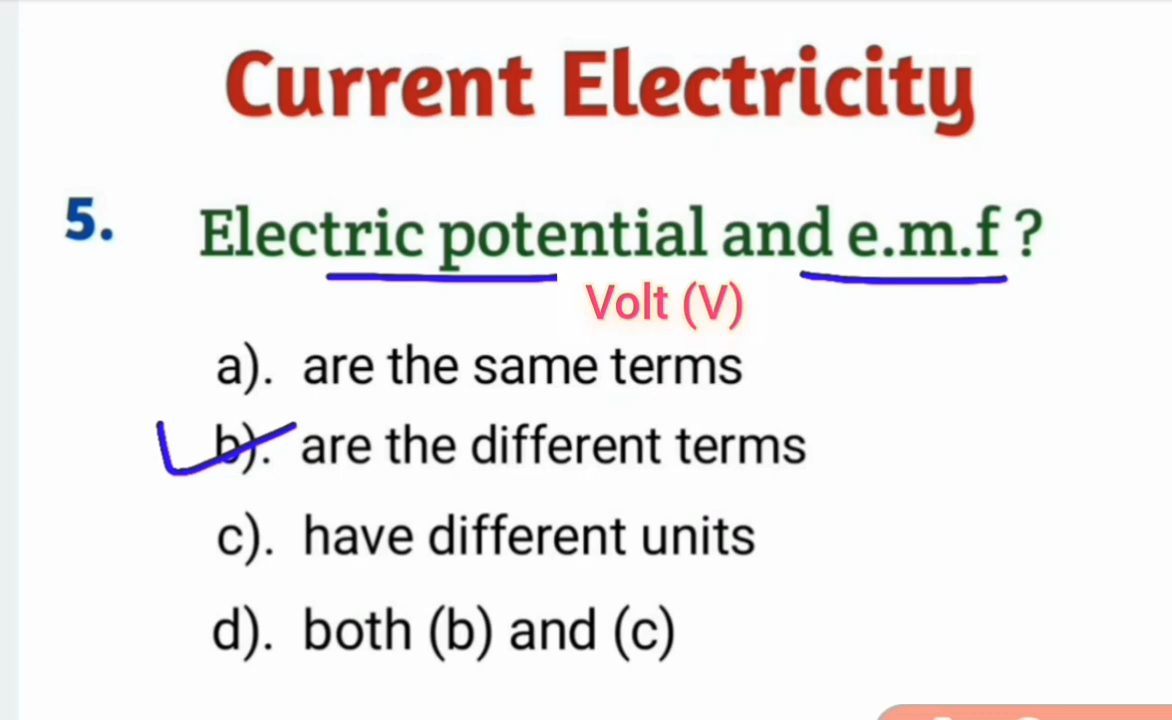 Current Electricity
5. Electric potential and e.m.f ?
Volt (V)
a). are the same terms
b). are the different terms
c). have different units
d). both (b) and (c)